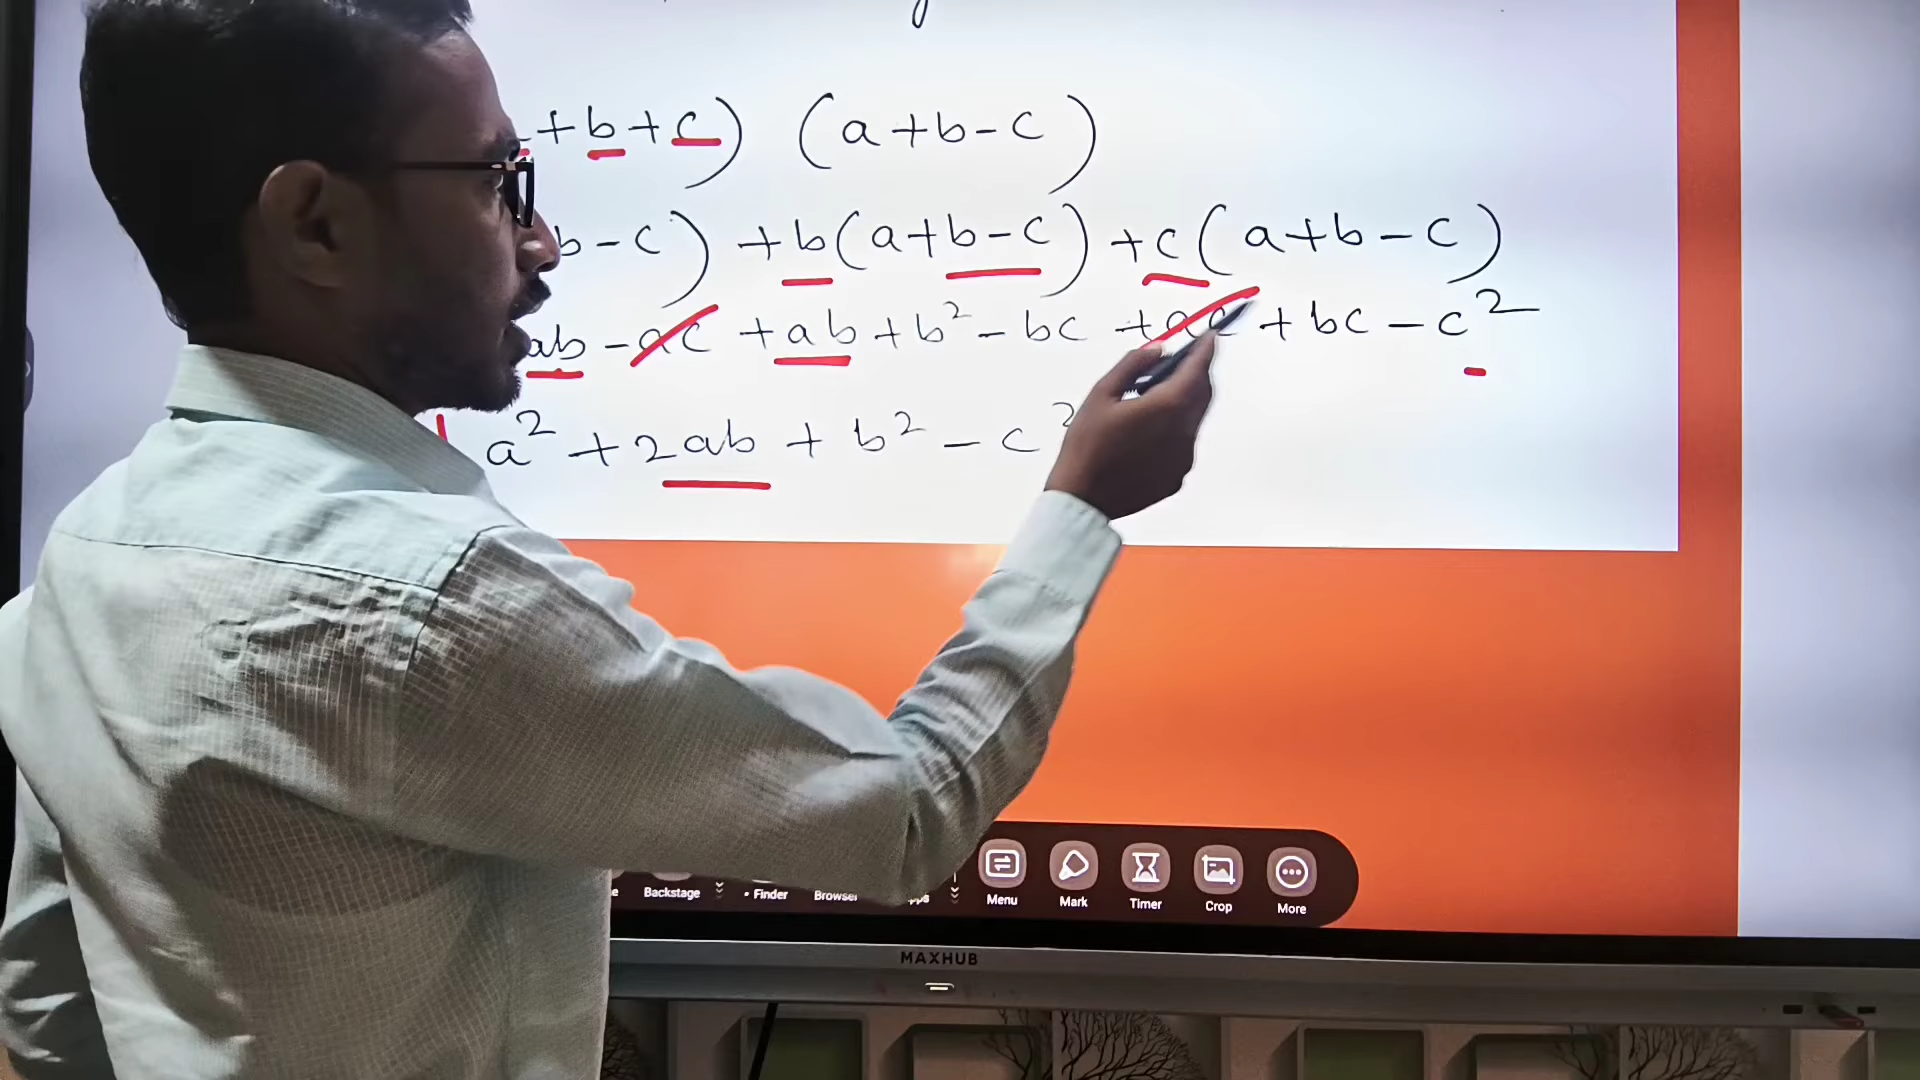 +b+c) (a+b-c)
b-c) +b(a+b-c) +c(a+b-c)
ab-ac +ab+b²-bc +ac+bc-c²
a²+2ab+b²-c²
Backstage Finder Browser Menu Mark Timer Crop More
MAXHUB